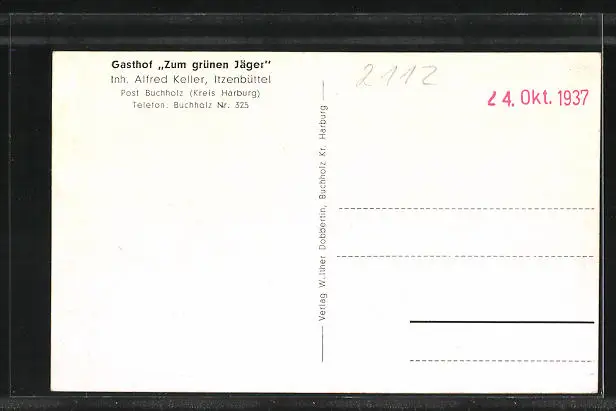 Gasthof „Zum grünen Jäger"
Inh. Alfred Keller, Itzenbüttel
Post Buchholz (Kreis Harburg)
Telefon: Buchholz Nr. 325
2112
24. Okt. 1937
Verlag Walther Dobbertin, Buchholz Kr. Harburg